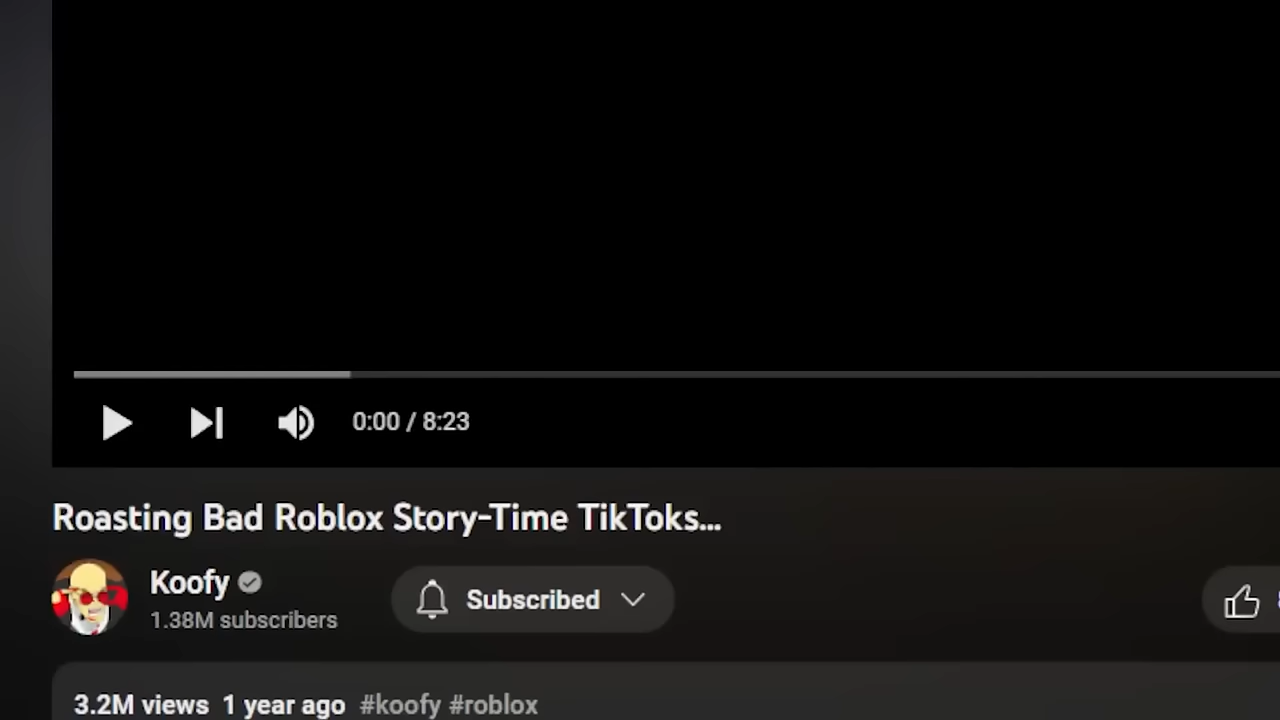 0:00 / 8:23
Roasting Bad Roblox Story-Time TikToks...
Koofy
1.38M subscribers
Subscribed
3.2M views 1 year ago #koofy #roblox